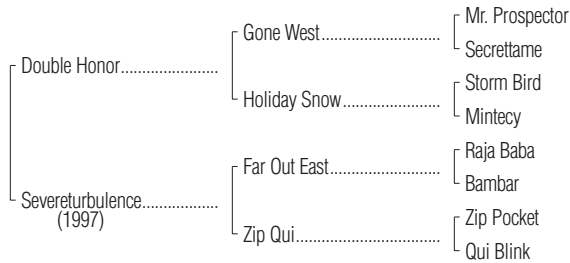 Mr. Prospector
Gone West
Secrettame
Double Honor
Storm Bird
Holiday Snow
Mintecy
Raja Baba
Far Out East
Bambar
Severeturbulence
(1997)
Zip Pocket
Zip Qui
Qui Blink